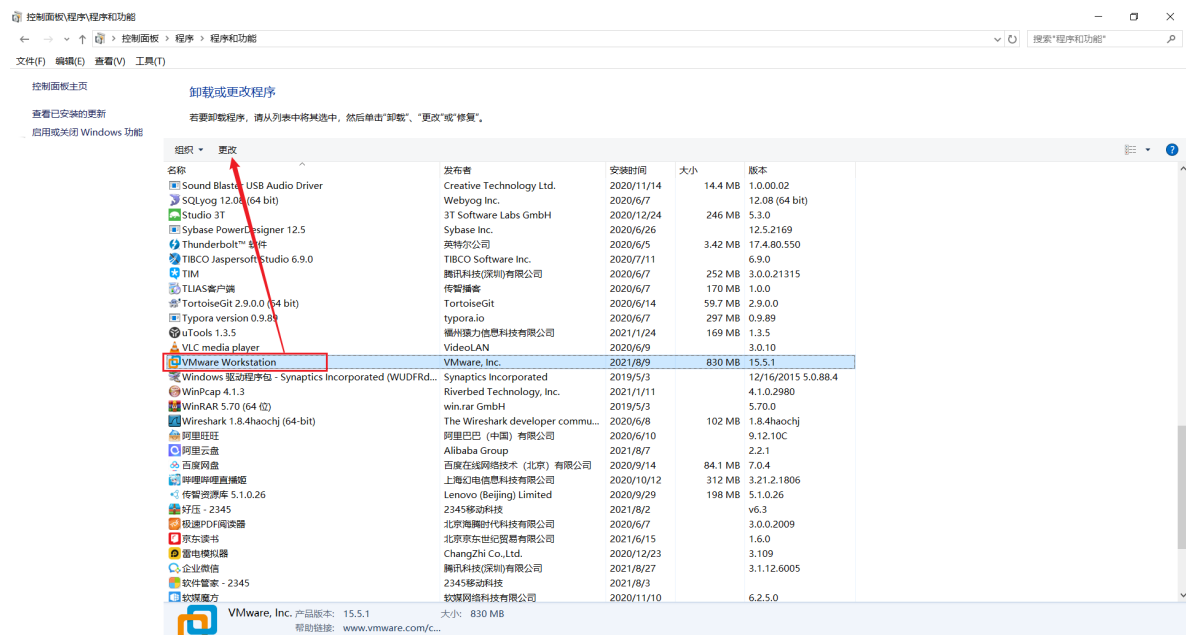 控制面板\程序\程序和功能
控制面板 > 程序 > 程序和功能
搜索"程序和功能"
文件(F) 编辑(E) 查看(V) 工具(T)
控制面板主页
查看已安装的更新
启用或关闭 Windows 功能
卸载或更改程序
若要卸载程序，请从列表中将其选中，然后单击"卸载"、"更改"或"修复"。
组织 更改
名称 发布者 安装时间 大小 版本
Sound Blaster USB Audio Driver Creative Technology Ltd. 2020/11/14 14.4 MB 1.0.00.02
SQLyog 12.08 (64 bit) Webyog Inc. 2020/6/7 12.08 (64 bit)
Studio 3T 3T Software Labs GmbH 2020/12/24 246 MB 5.3.0
Sybase PowerDesigner 12.5 Sybase Inc. 2020/6/26 12.5.2169
Thunderbolt™ 软件 英特尔公司 2020/6/5 3.42 MB 17.4.80.550
TIBCO Jaspersoft Studio 6.9.0 TIBCO Software Inc. 2020/7/11 6.9.0
TIM 腾讯科技(深圳)有限公司 2020/6/7 252 MB 3.0.0.21315
TLIAS客户端 传智播客 2020/6/7 170 MB 1.0.0
TortoiseGit 2.9.0.0 (64 bit) TortoiseGit 2020/6/14 59.7 MB 2.9.0.0
Typora version 0.9.89 typora.io 2020/6/7 297 MB 0.9.89
uTools 1.3.5 福州猿力信息科技有限公司 2021/1/24 169 MB 1.3.5
VLC media player VideoLAN 2020/6/9 3.0.10
VMware Workstation VMware, Inc. 2021/8/9 830 MB 15.5.1
Windows 驱动程序包 - Synaptics Incorporated (WUDFRd... Synaptics Incorporated 2019/5/3 12/16/2015 5.0.88.4
WinPcap 4.1.3 Riverbed Technology, Inc. 2021/1/11 4.1.0.2980
WinRAR 5.70 (64 位) win.rar GmbH 2019/5/3 5.70.0
Wireshark 1.8.4haochj (64-bit) The Wireshark developer commu... 2020/6/8 102 MB 1.8.4haochj
阿里旺旺 阿里巴巴（中国）有限公司 2020/6/10 9.12.10C
阿里云盘 Alibaba Group 2021/8/7 2.2.1
百度网盘 百度在线网络技术（北京）有限公司 2020/9/14 84.1 MB 7.0.4
哔哩哔哩直播姬 上海幻电信息科技有限公司 2020/10/12 312 MB 3.21.2.1806
传智资源库 5.1.0.26 Lenovo (Beijing) Limited 2020/9/29 198 MB 5.1.0.26
好压 - 2345 2345移动科技 2021/8/2 v6.3
极速PDF阅读器 北京海腾时代科技有限公司 2020/6/7 3.0.0.2009
京东读书 北京京东世纪贸易有限公司 2021/6/15 1.6.0
雷电模拟器 ChangZhi Co.,Ltd. 2020/12/23 3.109
企业微信 腾讯科技(深圳)有限公司 2021/8/27 3.1.12.6005
软件管家 - 2345 2345移动科技 2021/8/3
软媒魔方 软媒网络科技有限公司 2020/11/10 6.2.5.0
VMware, Inc. 产品版本: 15.5.1 大小: 830 MB
帮助链接: www.vmware.com/c...